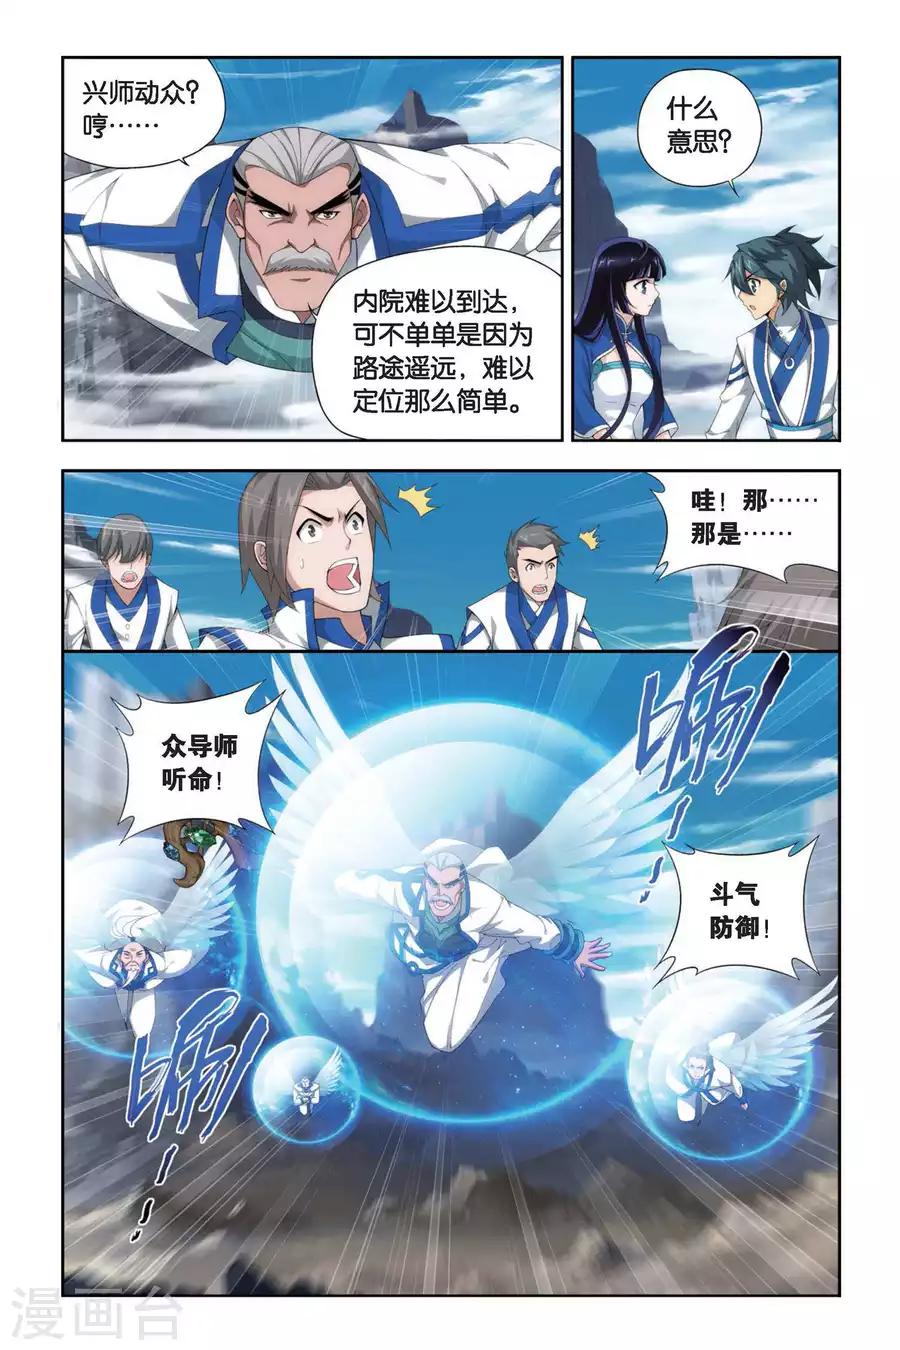 兴师动众？
哼……
内院难以到达，
可不单单是因为
路途遥远，难以
定位那么简单。
什么
意思？
哇！那……
那是……
众导师
听命！
唰
斗气
防御！
唰
漫画台